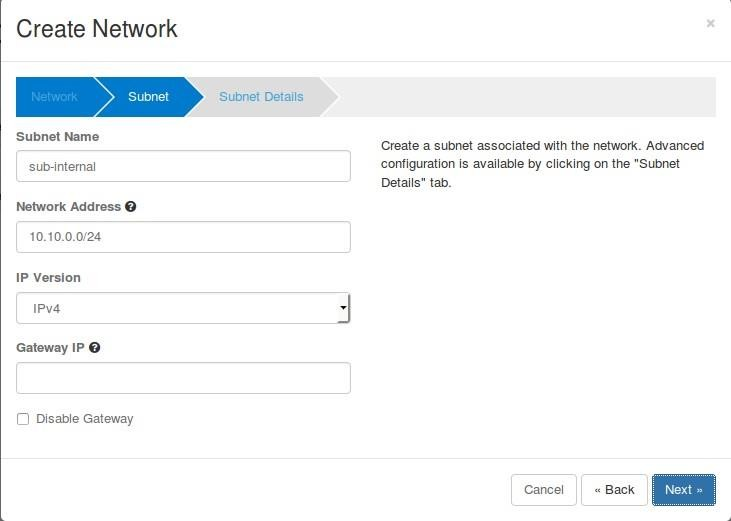 Create Network
×
Network
Subnet
Subnet Details
Subnet Name
sub-internal
Network Address
10.10.0.0/24
IP Version
IPv4
Gateway IP
Disable Gateway
Create a subnet associated with the network. Advanced
configuration is available by clicking on the "Subnet
Details" tab.
Cancel
« Back
Next »